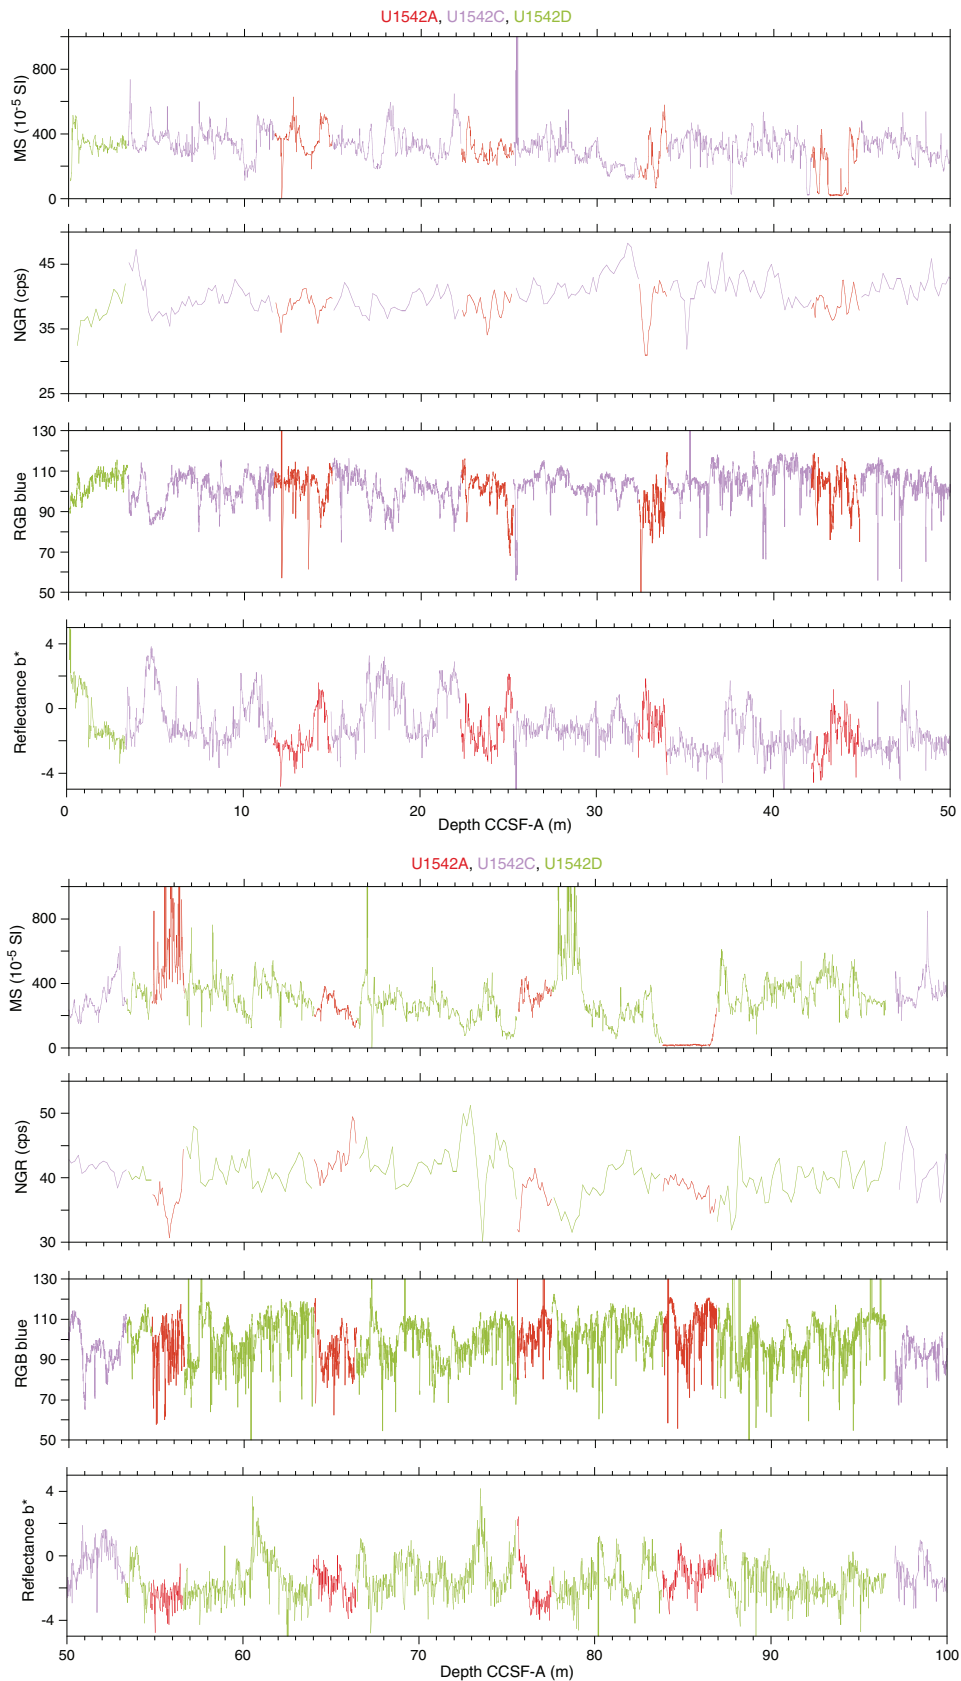 U1542A, U1542C, U1542D
MS (10-5 SI)
800
400
0
NGR (cps)
45
35
25
RGB blue
130
110
90
70
50
Reflectance b*
4
0
-4
0 10 20 30 40 50
Depth CCSF-A (m)
U1542A, U1542C, U1542D
MS (10-5 SI)
800
400
0
NGR (cps)
50
40
30
RGB blue
130
110
90
70
50
Reflectance b*
4
0
-4
50 60 70 80 90 100
Depth CCSF-A (m)